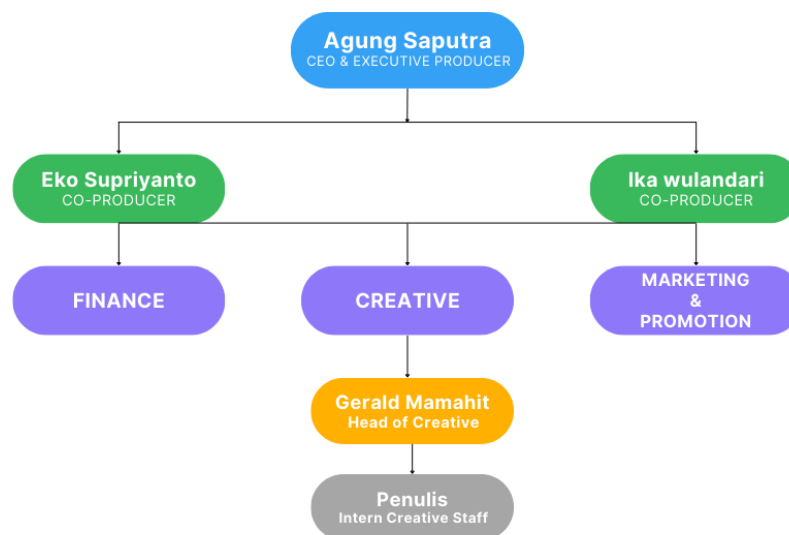 Agung Saputra
CEO & EXECUTIVE PRODUCER
Eko Supriyanto
CO-PRODUCER
Ika wulandari
CO-PRODUCER
FINANCE
CREATIVE
MARKETING
&
PROMOTION
Gerald Mamahit
Head of Creative
Penulis
Intern Creative Staff